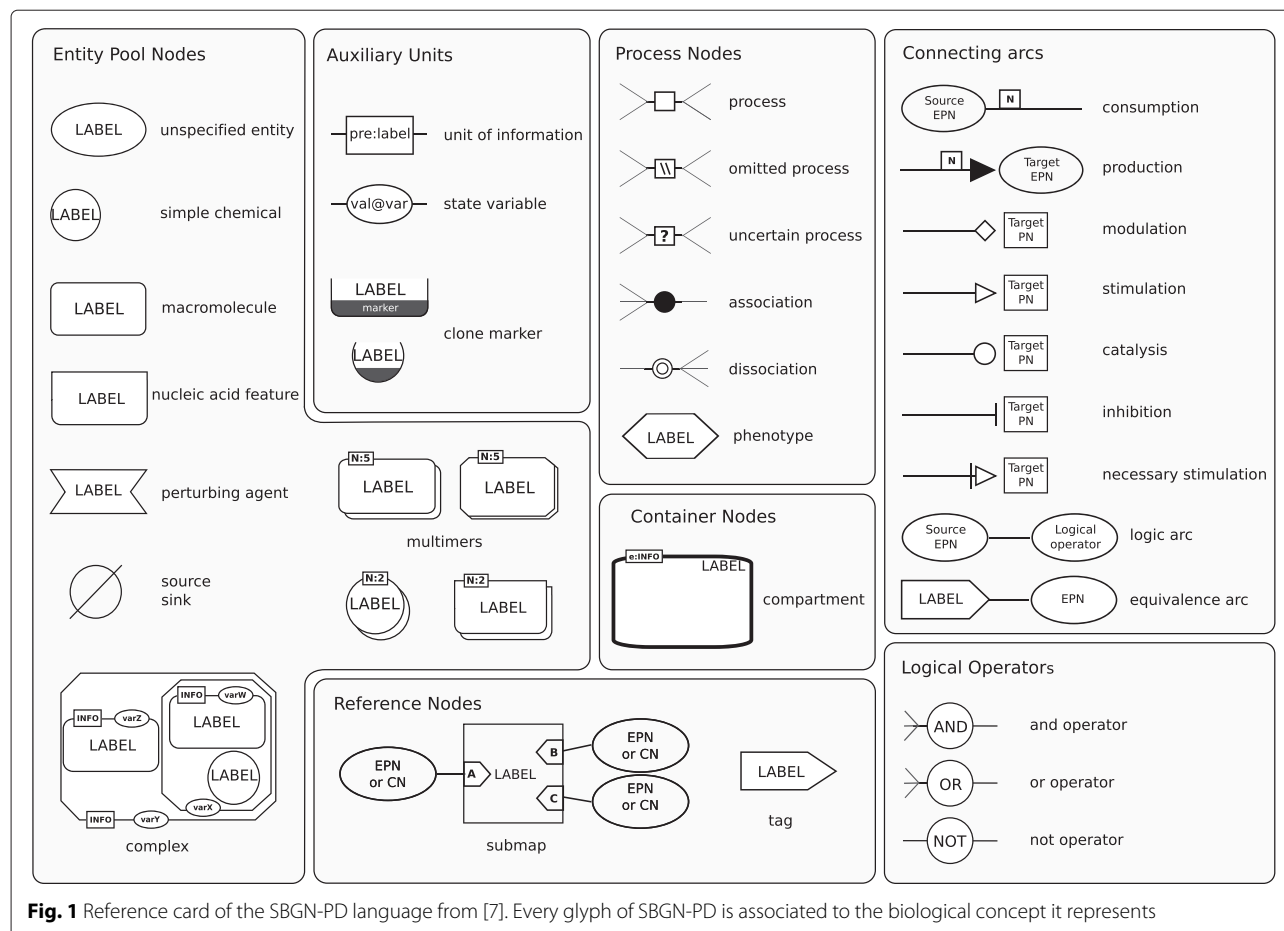 Entity Pool Nodes
LABEL unspecified entity
LABEL simple chemical
LABEL macromolecule
LABEL nucleic acid feature
LABEL perturbing agent
source
sink
INFO varW
LABEL
INFO varZ
LABEL
LABEL
varX
INFO varY
complex
N:5
LABEL
N:5
LABEL
multimers
N:2
LABEL
N:2
LABEL
Auxiliary Units
pre:label unit of information
val@var state variable
LABEL
marker
clone marker
LABEL
Process Nodes
process
\\ omitted process
? uncertain process
association
dissociation
LABEL phenotype
Container Nodes
e:INFO
LABEL
compartment
Reference Nodes
EPN
or CN
A LABEL
B
C
EPN
or CN
EPN
or CN
submap
LABEL
tag
Connecting arcs
Source
EPN
N
consumption
N
Target
EPN
production
Target
PN
modulation
Target
PN
stimulation
Target
PN
catalysis
Target
PN
inhibition
Target
PN
necessary stimulation
Source
EPN
Logical
operator
logic arc
LABEL EPN equivalence arc
Logical Operators
AND and operator
OR or operator
NOT not operator
Fig. 1 Reference card of the SBGN-PD language from [7]. Every glyph of SBGN-PD is associated to the biological concept it represents